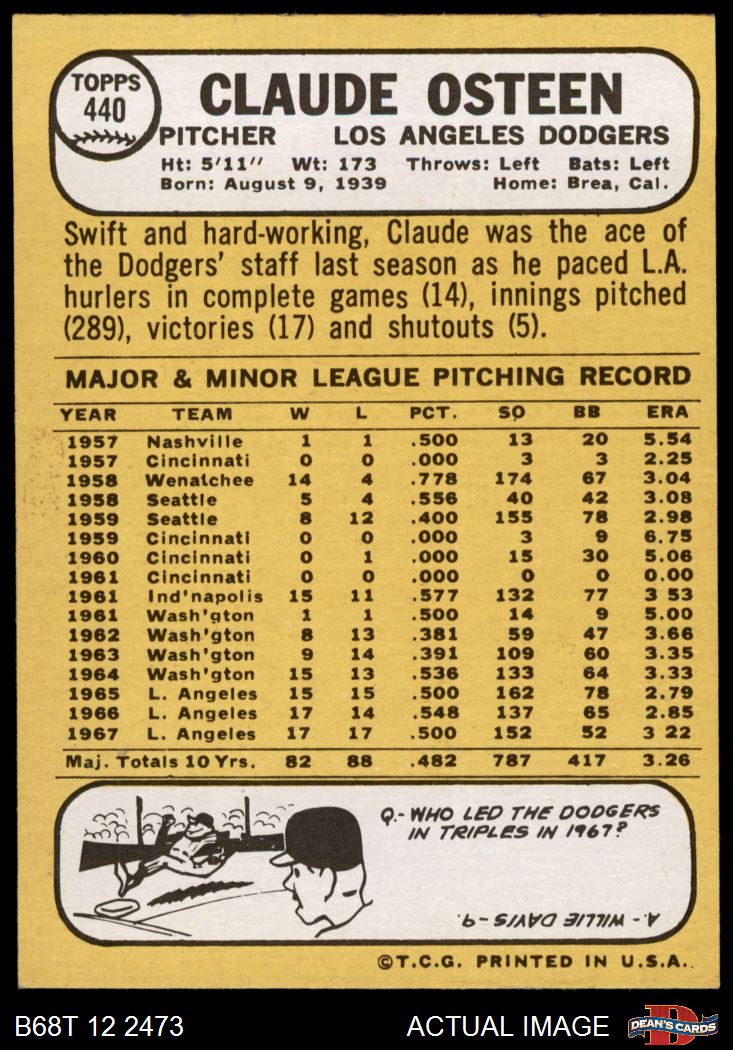 TOPPS
440
CLAUDE OSTEEN
PITCHER LOS ANGELES DODGERS
Ht: 5'11" Wt: 173 Throws: Left Bats: Left
Born: August 9, 1939 Home: Brea, Cal.
Swift and hard-working, Claude was the ace of
the Dodgers' staff last season as he paced L.A.
hurlers in complete games (14), innings pitched
(289), victories (17) and shutouts (5).
MAJOR & MINOR LEAGUE PITCHING RECORD
YEAR TEAM W L PCT. SO BB ERA
1957 Nashville 1 1 .500 13 20 5.54
1957 Cincinnati 0 0 .000 3 3 2.25
1958 Wenatchee 14 4 .778 174 67 3.04
1958 Seattle 5 4 .556 40 42 3.08
1959 Seattle 8 12 .400 155 78 2.98
1959 Cincinnati 0 0 .000 3 9 6.75
1960 Cincinnati 0 1 .000 15 30 5.06
1961 Cincinnati 0 0 .000 0 0 0.00
1961 Ind'napolis 15 11 .577 132 77 3 53
1961 Wash'gton 1 1 .500 14 9 5.00
1962 Wash'gton 8 13 .381 59 47 3.66
1963 Wash'gton 9 14 .391 109 60 3.35
1964 Wash'gton 15 13 .536 133 64 3.33
1965 L. Angeles 15 15 .500 162 78 2.79
1966 L. Angeles 17 14 .548 137 65 2.85
1967 L. Angeles 17 17 .500 152 52 3 22
Maj. Totals 10 Yrs. 82 88 .482 787 417 3.26
Q.- WHO LED THE DODGERS
IN TRIPLES IN 1967?
A - WILLIE DAVIS - 9.
©T.C.G. PRINTED IN U.S.A.
B68T 12 2473 ACTUAL IMAGE
D
DEAN'S CARDS